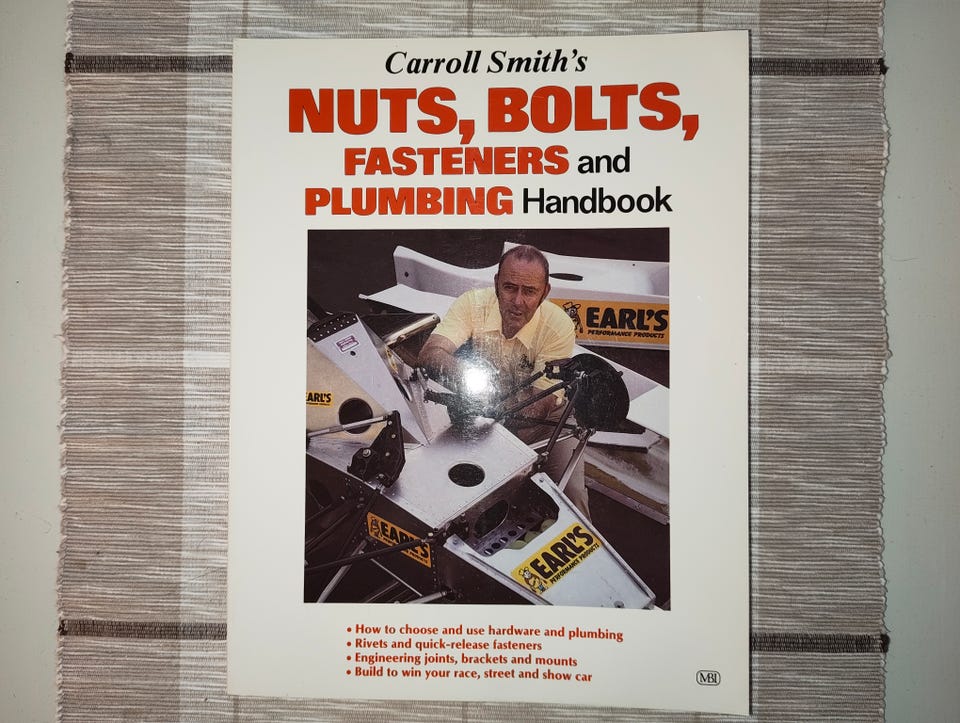 Carroll Smith's
NUTS, BOLTS,
FASTENERS and
PLUMBING Handbook
EARL'S
PERFORMANCE PRODUCTS
EARL'S
EARL'S
EARL'S
PERFORMANCE PRODUCTS
• How to choose and use hardware and plumbing
• Rivets and quick-release fasteners
• Engineering joints, brackets and mounts
• Build to win your race, street and show car
MBI